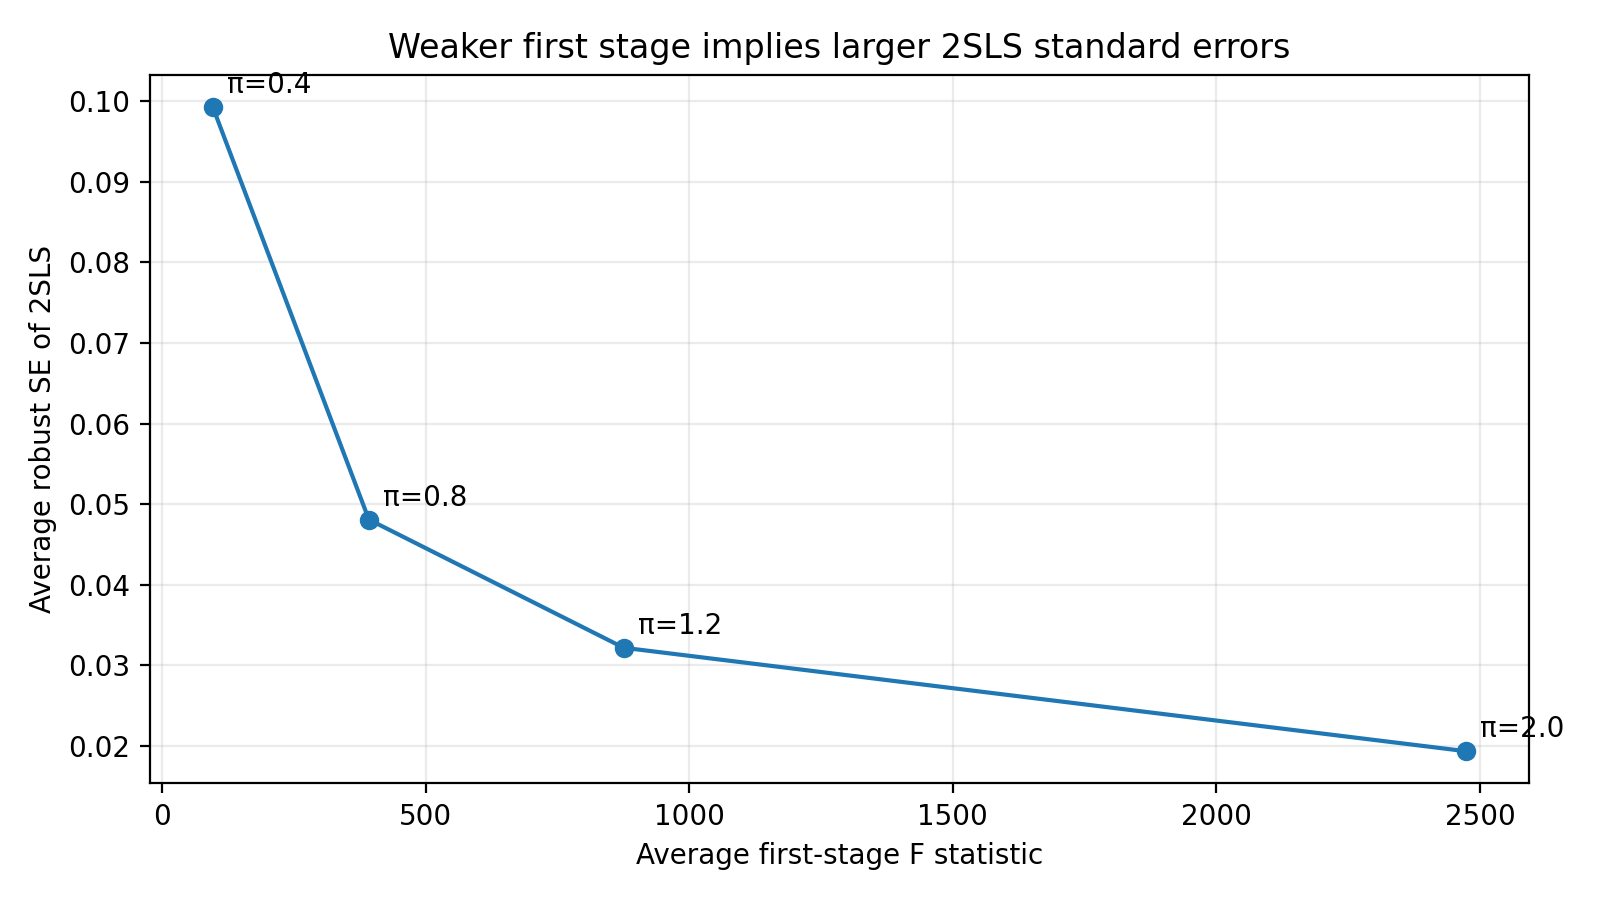 Weaker first stage implies larger 2SLS standard errors
Average robust SE of 2SLS
0.10
0.09
0.08
0.07
0.06
0.05
0.04
0.03
0.02
π=0.4
π=0.8
π=1.2
π=2.0
0
500
1000
1500
2000
2500
Average first-stage F statistic